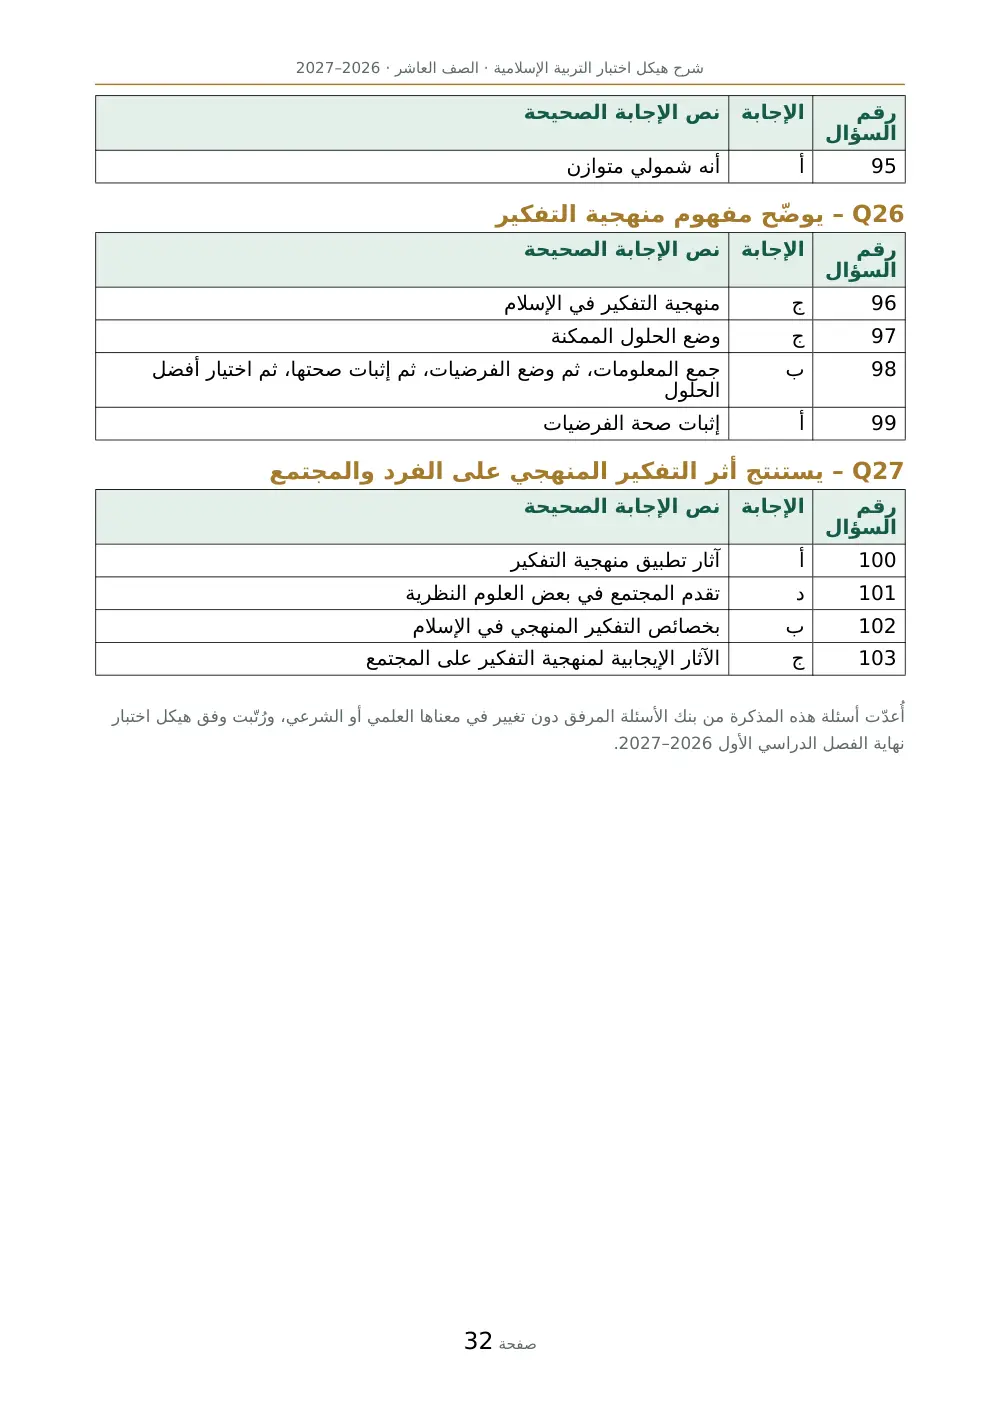 شرح هيكل اختبار التربية الإسلامية · الصف العاشر · 2026–2027
رقم السؤال | الإجابة | نص الإجابة الصحيحة
95 | أ | أنه شمولي متوازن
Q26 – يوضّح مفهوم منهجية التفكير
رقم السؤال | الإجابة | نص الإجابة الصحيحة
96 | ج | منهجية التفكير في الإسلام
97 | ج | وضع الحلول الممكنة
98 | ب | جمع المعلومات، ثم وضع الفرضيات، ثم إثبات صحتها، ثم اختيار أفضل
الحلول
99 | أ | إثبات صحة الفرضيات
Q27 – يستنتج أثر التفكير المنهجي على الفرد والمجتمع
رقم السؤال | الإجابة | نص الإجابة الصحيحة
100 | أ | آثار تطبيق منهجية التفكير
101 | د | تقدم المجتمع في بعض العلوم النظرية
102 | ب | بخصائص التفكير المنهجي في الإسلام
103 | ج | الآثار الإيجابية لمنهجية التفكير على المجتمع
أُعدّت أسئلة هذه المذكرة من بنك الأسئلة المرفق دون تغيير في معناها العلمي أو الشرعي، ورُتّبت وفق هيكل اختبار
نهاية الفصل الدراسي الأول 2026–2027.
صفحة 32